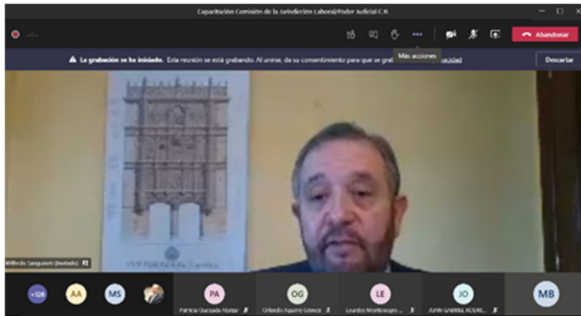 Capacitación Comisión de la Jurisdicción Laboral/Poder Judicial C.R.
Abandonar
La grabación se ha iniciado. Esta reunión se está grabando. Al unirse, da su consentimiento para que se gra
Más acciones
Descartar
Wilfredo Sanguineti (Invitado)
+128
AA
MS
PA
OG
LE
JO
MB
Patricia Quesada
Orlando Aguirre Gómez
Lourdes Montenegro ...
JUAN GABRIEL RODRI...